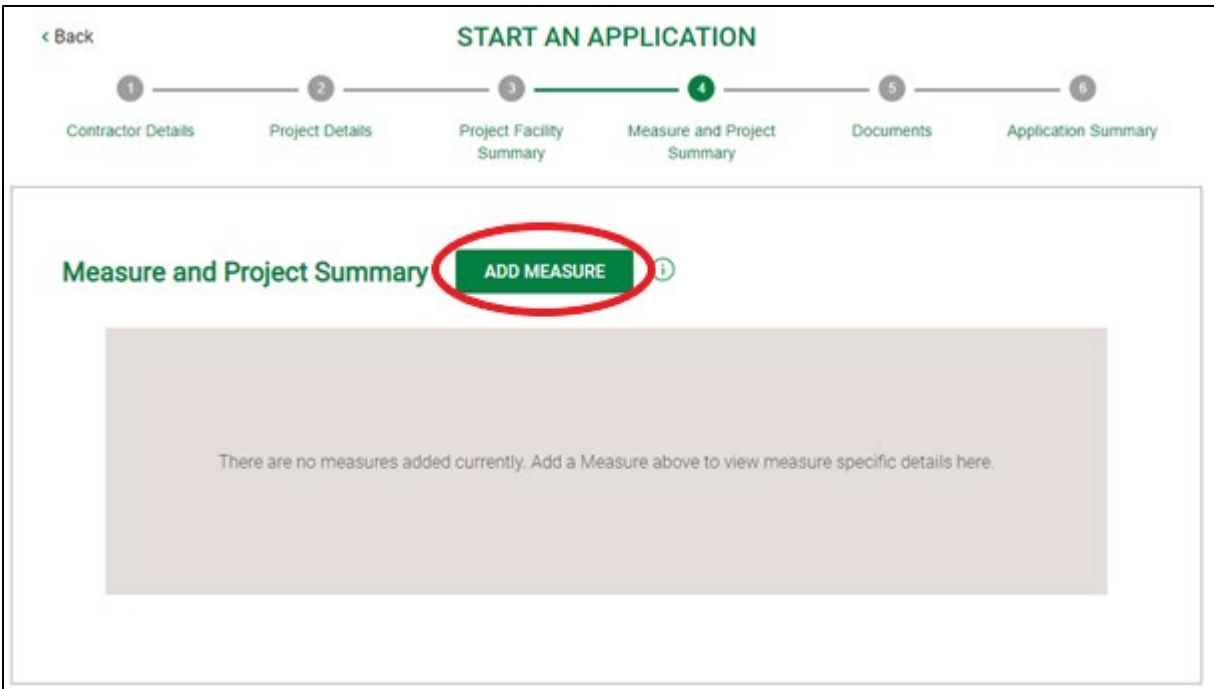 < Back
START AN APPLICATION
1 2 3 4 5 6
Contractor Details Project Details Project Facility Measure and Project Documents Application Summary
Summary Summary
Measure and Project Summary ADD MEASURE i
There are no measures added currently. Add a Measure above to view measure specific details here.